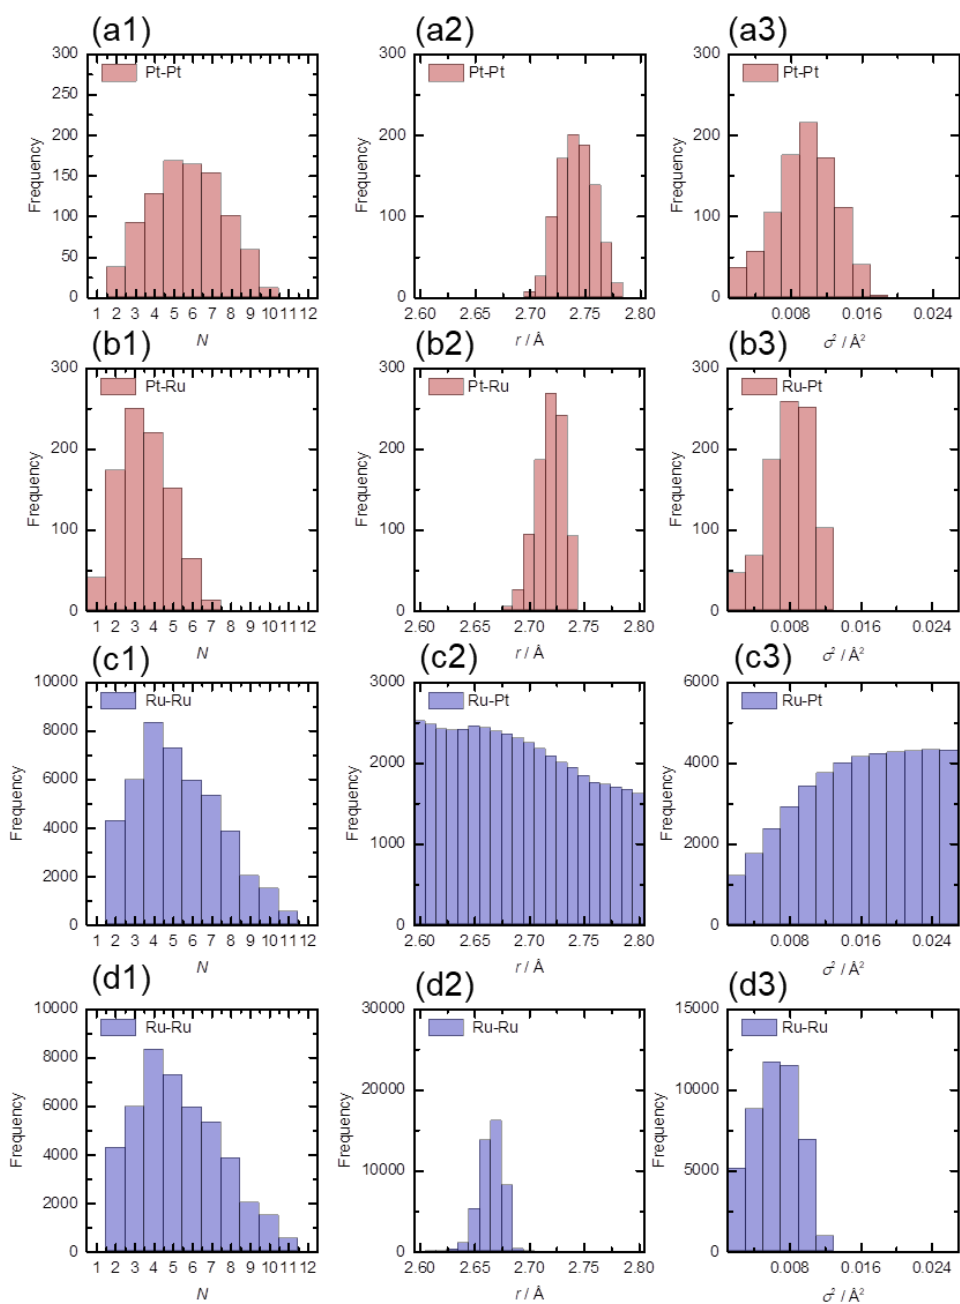 (a1) (a2) (a3)
300 300 300
Pt-Pt Pt-Pt Pt-Pt
250
200 200 200
150
100 100 100
50
0 0 0
Frequency Frequency Frequency
1 2 3 4 5 6 7 8 9 10 11 12 2.60 2.65 2.70 2.75 2.80 0.008 0.016 0.024
N r / Å σ² / Å²
(b1) (b2) (b3)
300 300 300
Pt-Ru Pt-Ru Ru-Pt
200 200 200
100 100 100
0 0 0
Frequency Frequency Frequency
1 2 3 4 5 6 7 8 9 10 11 12 2.60 2.65 2.70 2.75 2.80 0.008 0.016 0.024
N r / Å σ² / Å²
(c1) (c2) (c3)
10000 3000 6000
Ru-Ru Ru-Pt Ru-Pt
8000
6000 2000 4000
4000 1000 2000
2000
0 0 0
Frequency Frequency Frequency
1 2 3 4 5 6 7 8 9 10 11 12 2.60 2.65 2.70 2.75 2.80 0.008 0.016 0.024
N r / Å σ² / Å²
(d1) (d2) (d3)
10000 30000 15000
Ru-Ru Ru-Ru Ru-Ru
8000
6000 20000 10000
4000 10000 5000
2000
0 0 0
Frequency Frequency Frequency
1 2 3 4 5 6 7 8 9 10 11 12 2.60 2.65 2.70 2.75 2.80 0.008 0.016 0.024
N r / Å σ² / Å²